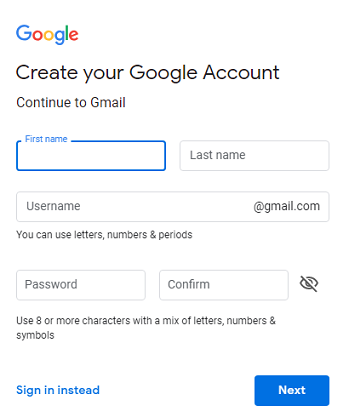 Google
Create your Google Account
Continue to Gmail
First name
Last name
Username @gmail.com
You can use letters, numbers & periods
Password Confirm
Use 8 or more characters with a mix of letters, numbers &
symbols
Sign in instead Next